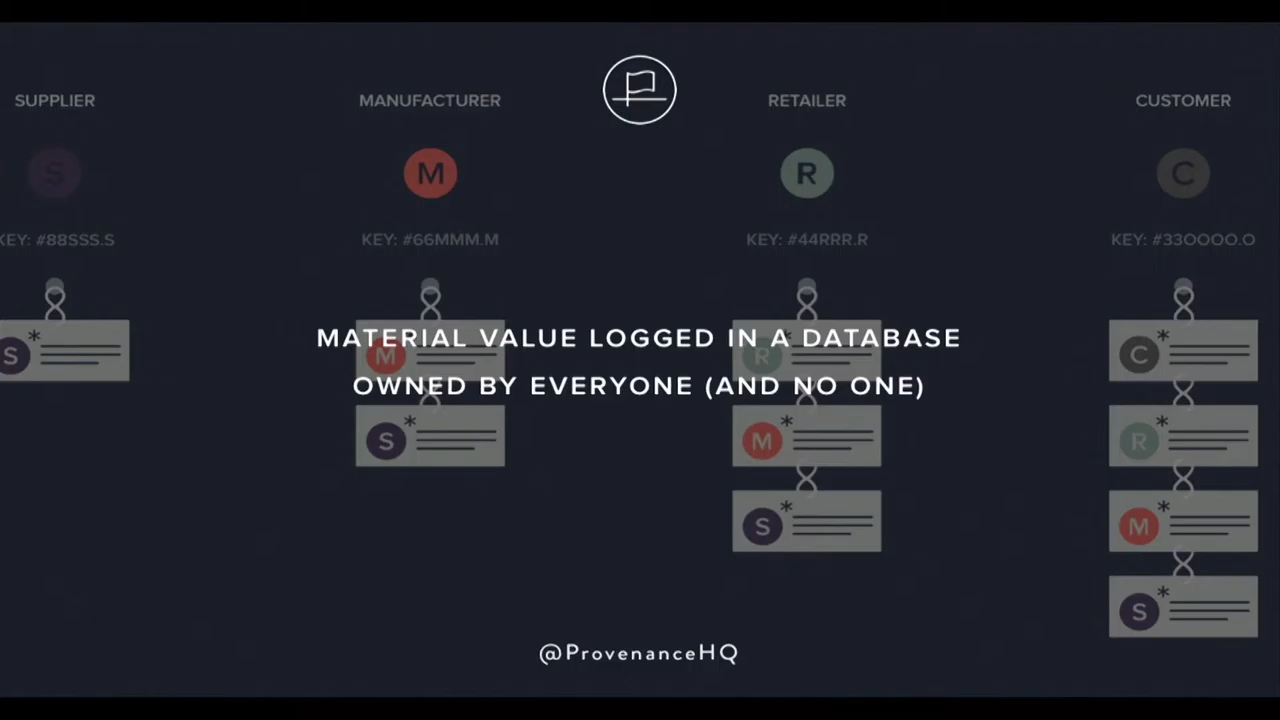 SUPPLIER MANUFACTURER RETAILER CUSTOMER
S M R C
KEY: #88SSS.S KEY: #66MMM.M KEY: #44RRR.R KEY: #33OOOO.O
MATERIAL VALUE LOGGED IN A DATABASE
OWNED BY EVERYONE (AND NO ONE)
S* M R* C*
S* M* R*
S* M*
S*
@ProvenanceHQ